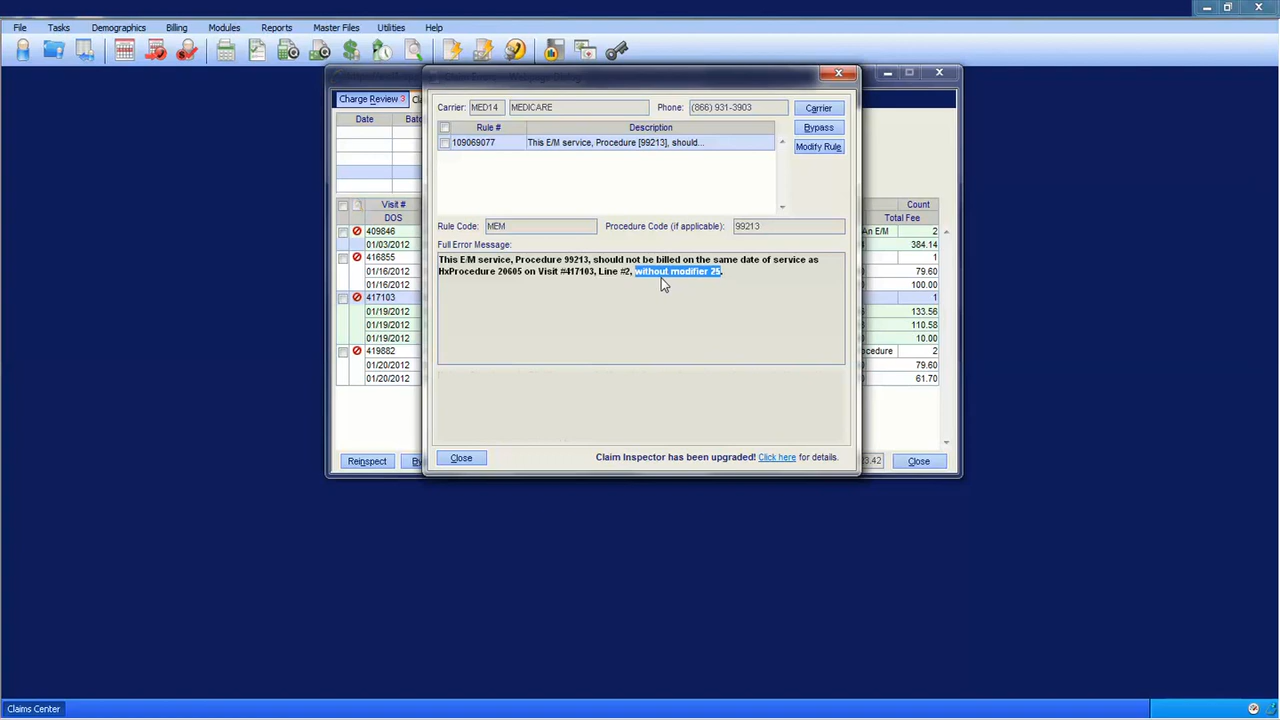 File Tasks Demographics Billing Modules Reports Master Files Utilities Help
Charge Review 3
Date
Visit #
DOS
409846
01/03/2012
416855
01/16/2012
01/16/2012
417103
01/19/2012
01/19/2012
01/19/2012
419882
01/20/2012
01/20/2012
Reinspect
Carrier: MED14 MEDICARE Phone: (866) 931-3903 Carrier
Rule # Description Bypass
109069077 This E/M service, Procedure [99213], should... Modify Rule
Rule Code: MEM Procedure Code (if applicable): 99213
Full Error Message:
This E/M service, Procedure 99213, should not be billed on the same date of service as
HxProcedure 20605 on Visit #417103, Line #2, without modifier 25.
Close Claim Inspector has been upgraded! Click here for details.
Count
Total Fee
An E/M 2
384.14
1
79.60
100.00
1
133.56
110.58
10.00
2
79.60
61.70
Close
Claims Center